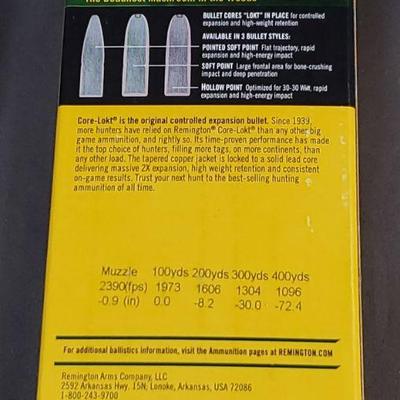 The Deadliest Mushroom in the Woods
BULLET CORES "LOKT" IN PLACE for controlled
expansion and high-weight retention
AVAILABLE IN 3 BULLET STYLES:
POINTED SOFT POINT Flat trajectory, rapid
expansion and high-energy impact
SOFT POINT Large frontal area for bone-crushing
impact and deep penetration
HOLLOW POINT Optimized for 30-30 Win, rapid
expansion and high-energy impact
Core-Lokt® is the original controlled expansion bullet. Since 1939,
more hunters have relied on Remington® Core-Lokt® than any other big
game ammunition, and rightly so. Its time-proven performance has made
it the top choice of hunters, filling more tags, on more continents, than
any other load. The tapered copper jacket is locked to a solid lead core
delivering massive 2X expansion, high weight retention and consistent
on-game results. Trust your next hunt to the best-selling hunting
ammunition of all time.
Muzzle 100yds 200yds 300yds 400yds
2390(fps) 1973 1606 1304 1096
-0.9 (in) 0.0 -8.2 -30.0 -72.4
For additional ballistics information, visit the Ammunition pages at REMINGTON.COM
Remington Arms Company, LLC
2592 Arkansas Hwy. 15N; Lonoke, Arkansas, USA 72086
1-800-243-9700